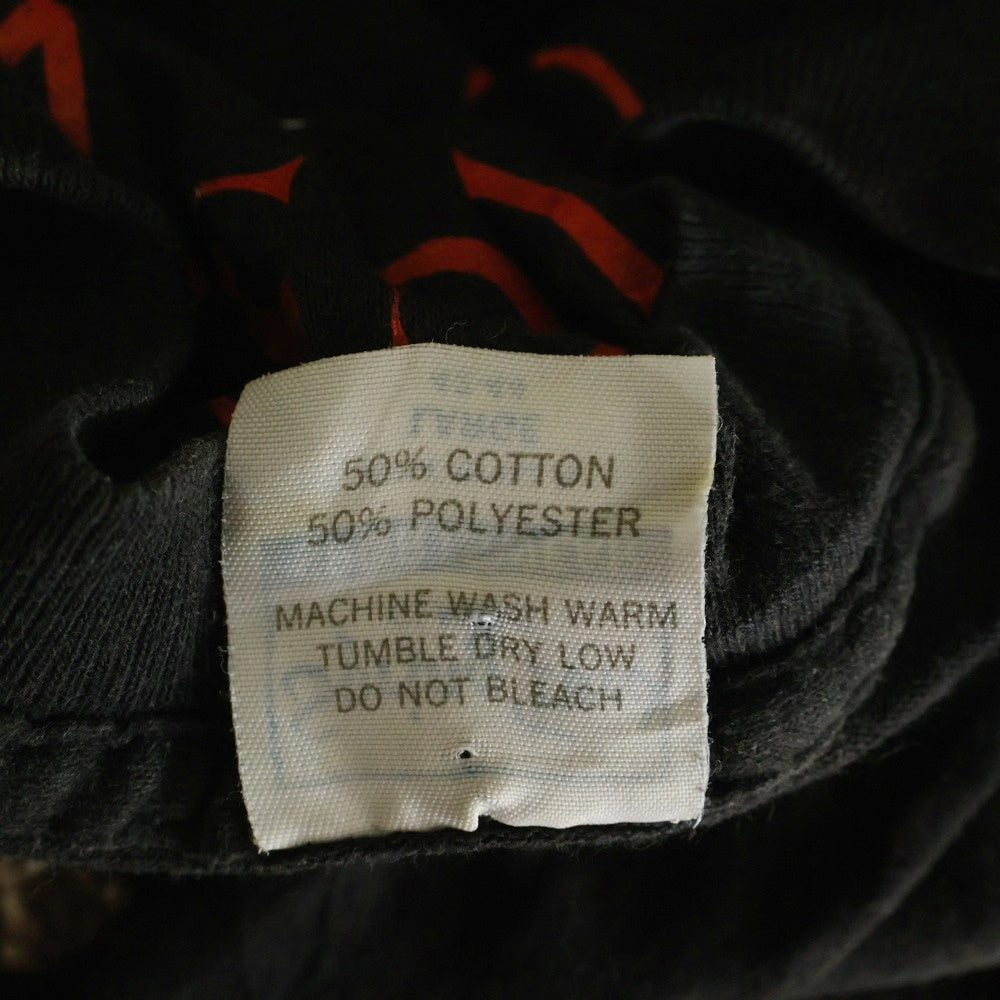 50% COTTON
50% POLYESTER
MACHINE WASH WARM
TUMBLE DRY LOW
DO NOT BLEACH